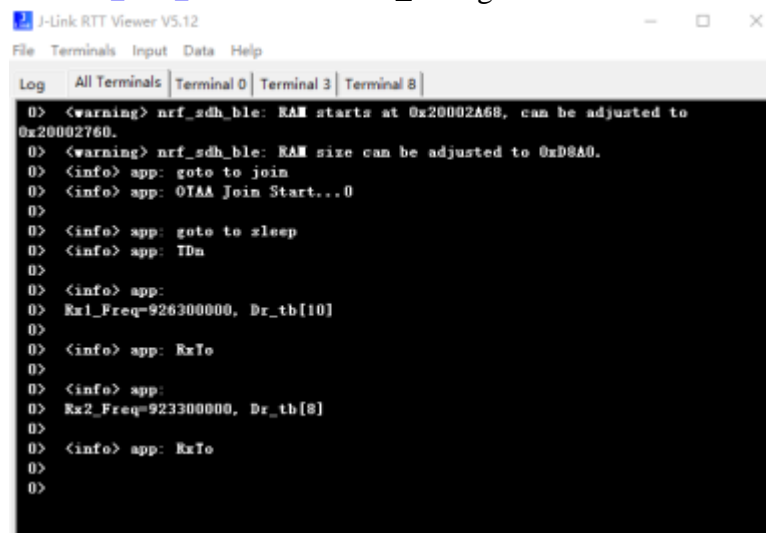 J-Link RTT Viewer V5.12
File Terminals Input Data Help
Log All Terminals Terminal 0 Terminal 3 Terminal 8
0> <warning> nrf_sdh_ble: RAM starts at 0x20002A68, can be adjusted to
0x20002760.
0> <warning> nrf_sdh_ble: RAM size can be adjusted to 0xD8A0.
0> <info> app: goto to join
0> <info> app: OTAA Join Start...0
0>
0> <info> app: goto to sleep
0> <info> app: TDn
0>
0> <info> app:
0> Rx1_Freq=926300000, Dr_tb[10]
0>
0> <info> app: RxTo
0>
0> <info> app:
0> Rx2_Freq=923300000, Dr_tb[8]
0>
0> <info> app: RxTo
0>
0>